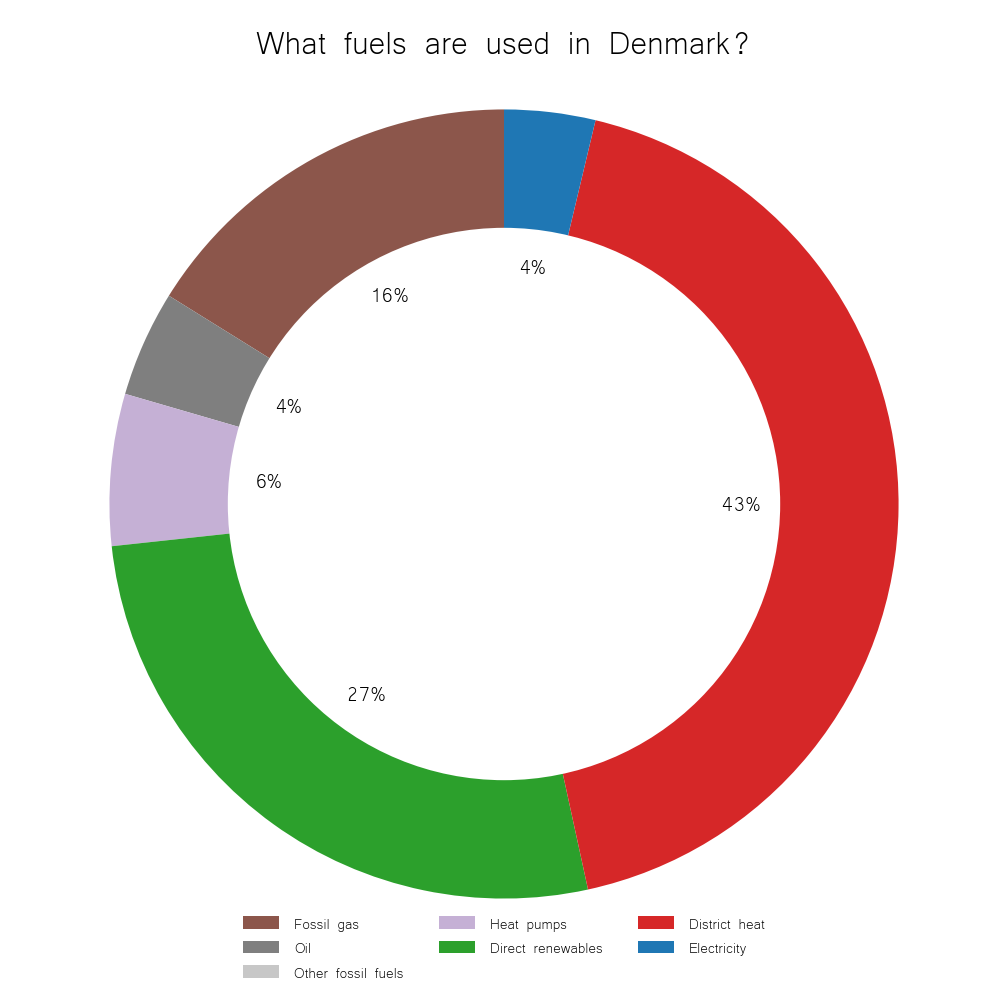 What fuels are used in Denmark?
4%
16%
4%
6%
43%
27%
Fossil gas
Oil
Other fossil fuels
Heat pumps
Direct renewables
District heat
Electricity